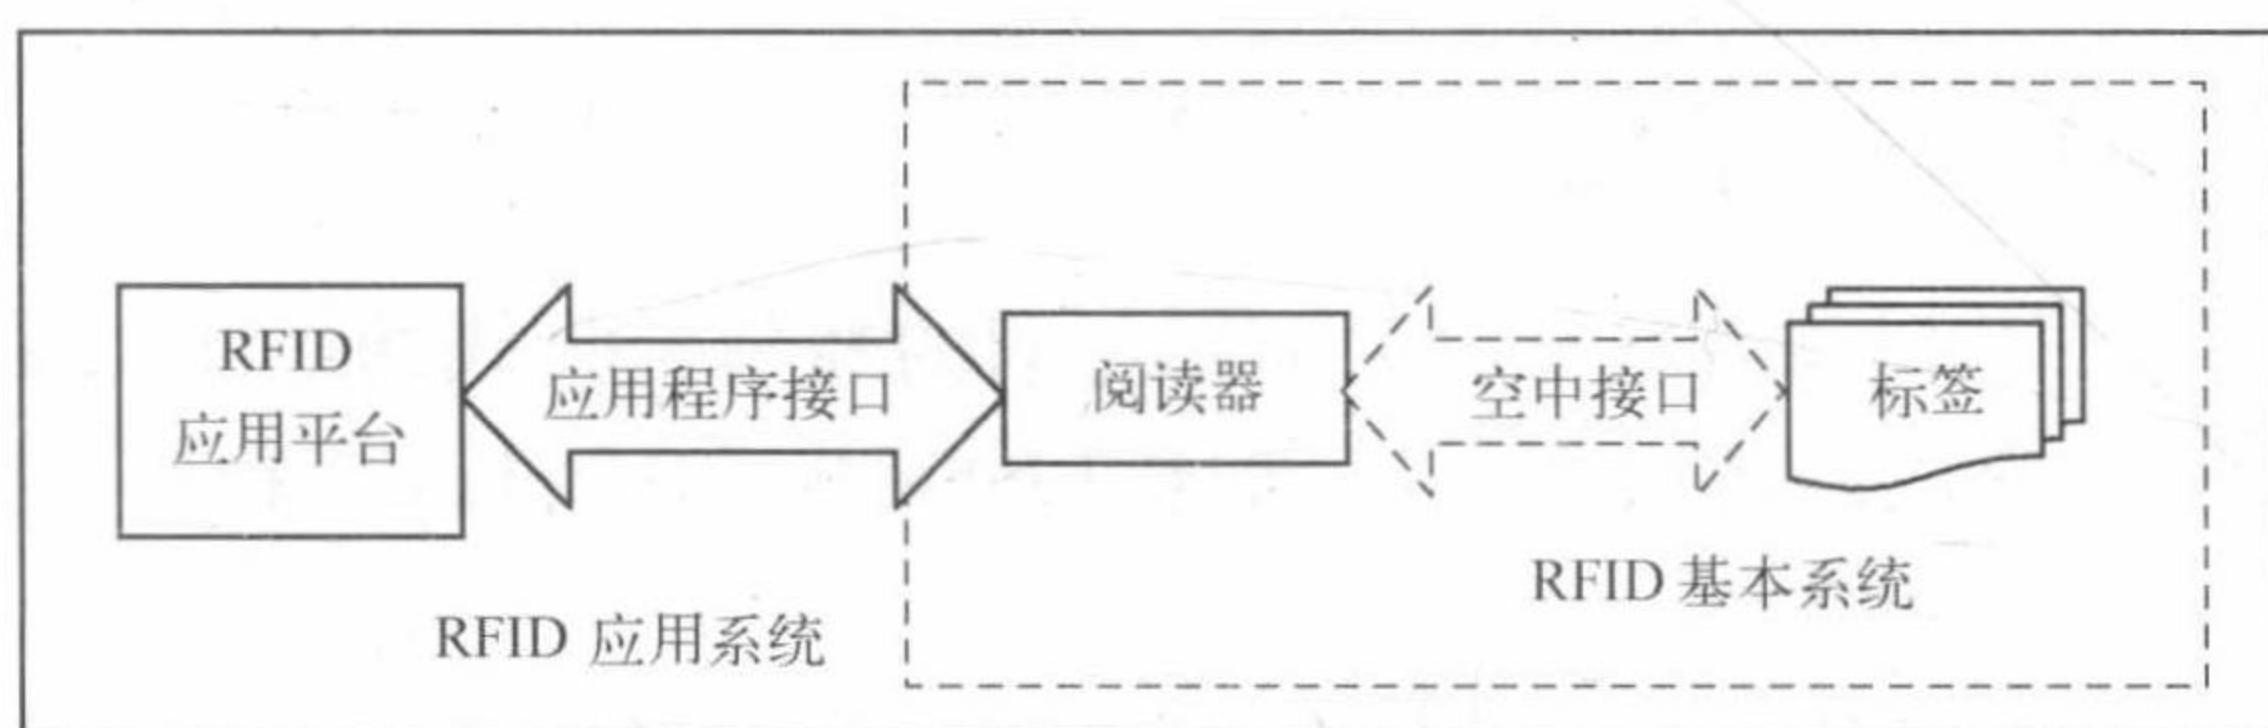 RFID
应用平台
应用程序接口
阅读器
空中接口
标签
RFID 基本系统
RFID 应用系统